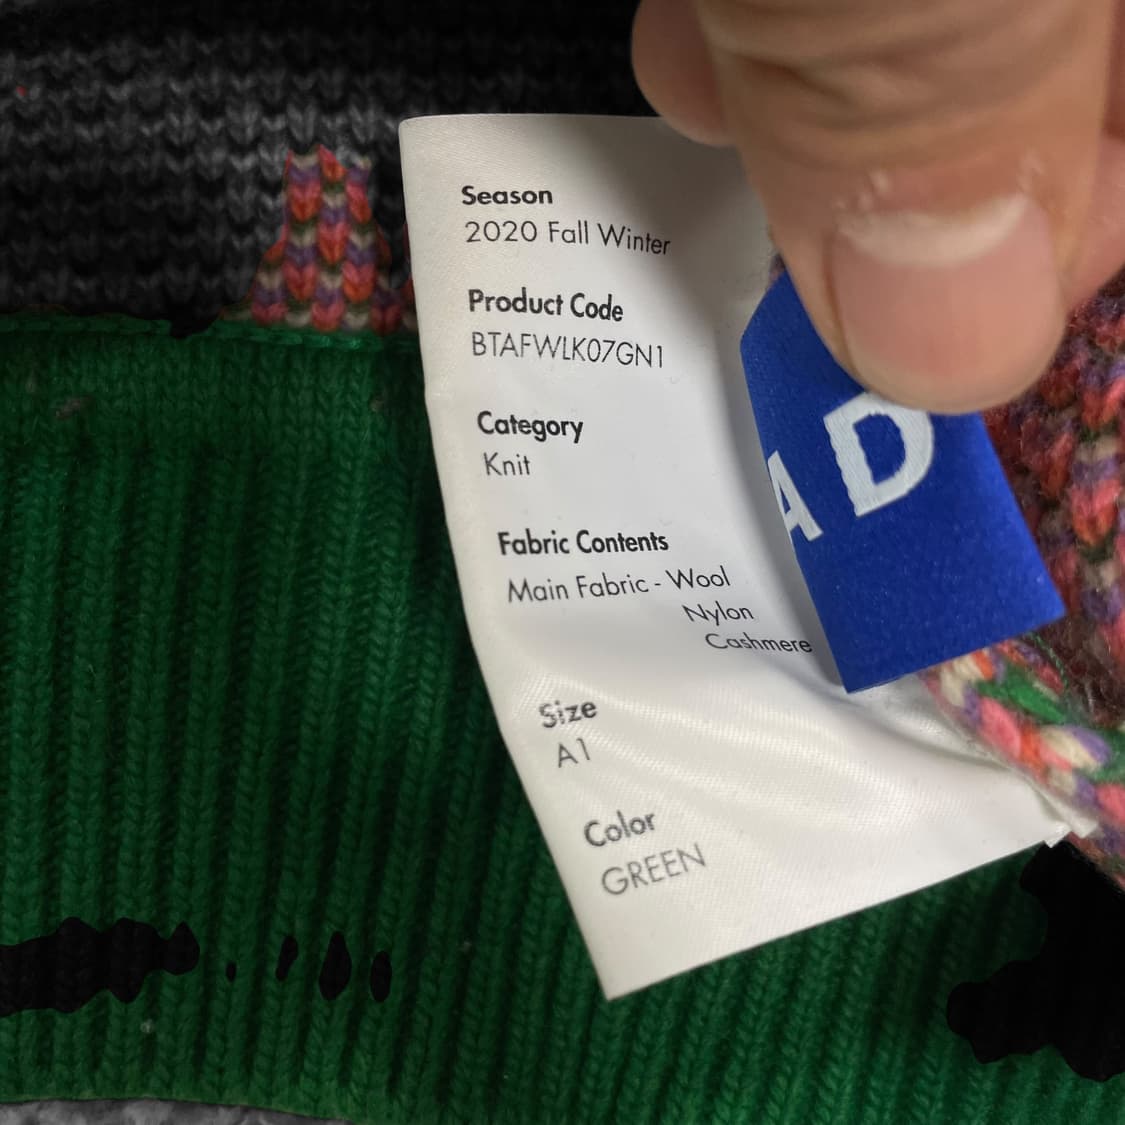 Season
2020 Fall Winter
Product Code
BTAFWLK07GN1
Category
Knit
Fabric Contents
Main Fabric - Wool
Nylon
Cashmere
Size
A1
Color
GREEN
AD